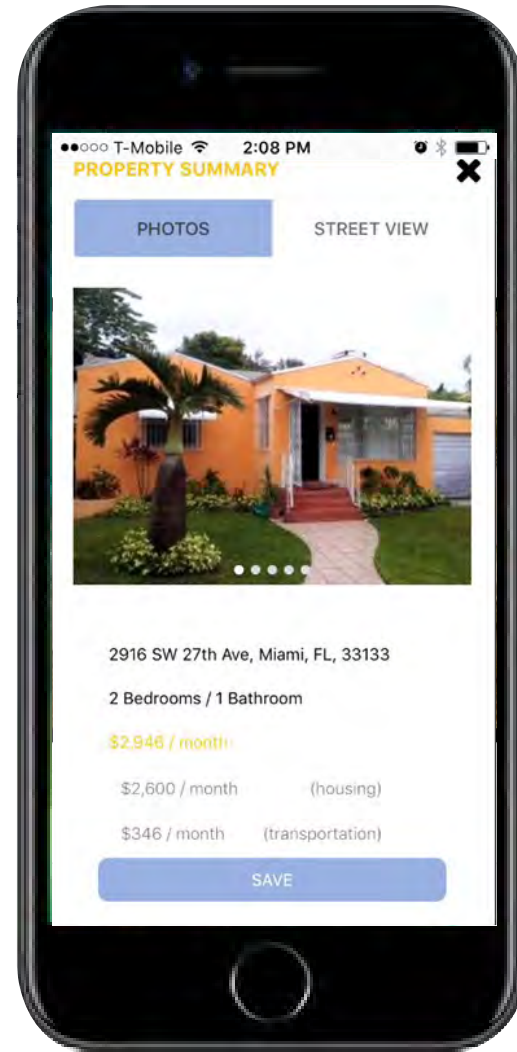 T-Mobile 2:08 PM
PROPERTY SUMMARY
PHOTOS STREET VIEW
2916 SW 27th Ave, Miami, FL, 33133
2 Bedrooms / 1 Bathroom
$2,946 / month
$2,600 / month (housing)
$346 / month (transportation)
SAVE